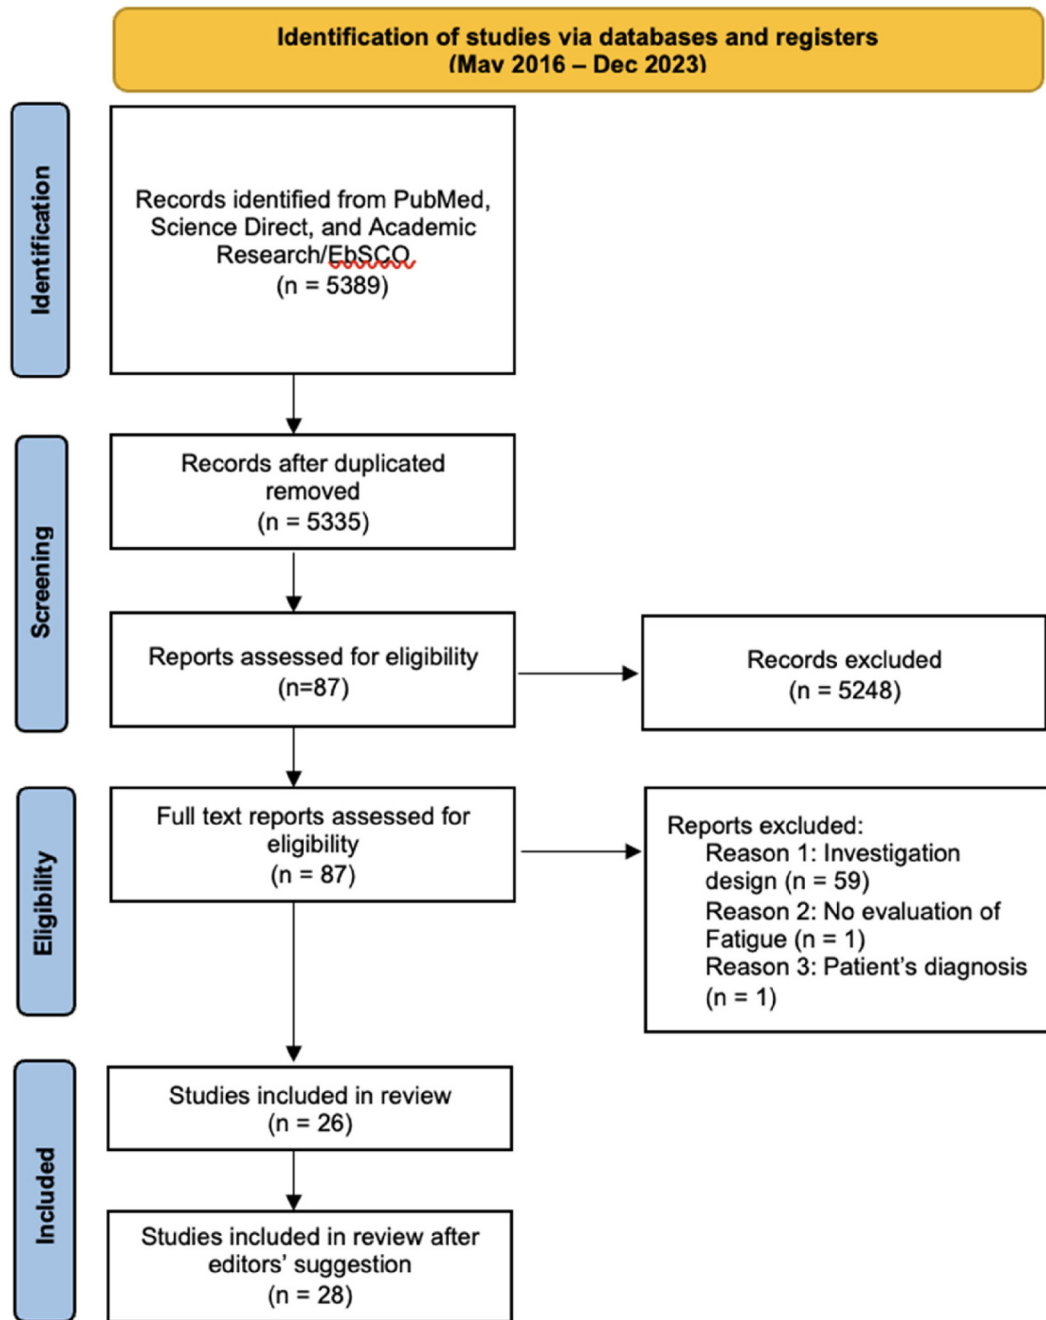 Identification of studies via databases and registers
(May 2016 – Dec 2023)
Identification
Records identified from PubMed,
Science Direct, and Academic
Research/EbSCO
(n = 5389)
Screening
Records after duplicated
removed
(n = 5335)
Reports assessed for eligibility
(n=87)
Records excluded
(n = 5248)
Eligibility
Full text reports assessed for
eligibility
(n = 87)
Reports excluded:
Reason 1: Investigation
design (n = 59)
Reason 2: No evaluation of
Fatigue (n = 1)
Reason 3: Patient's diagnosis
(n = 1)
Included
Studies included in review
(n = 26)
Studies included in review after
editors' suggestion
(n = 28)